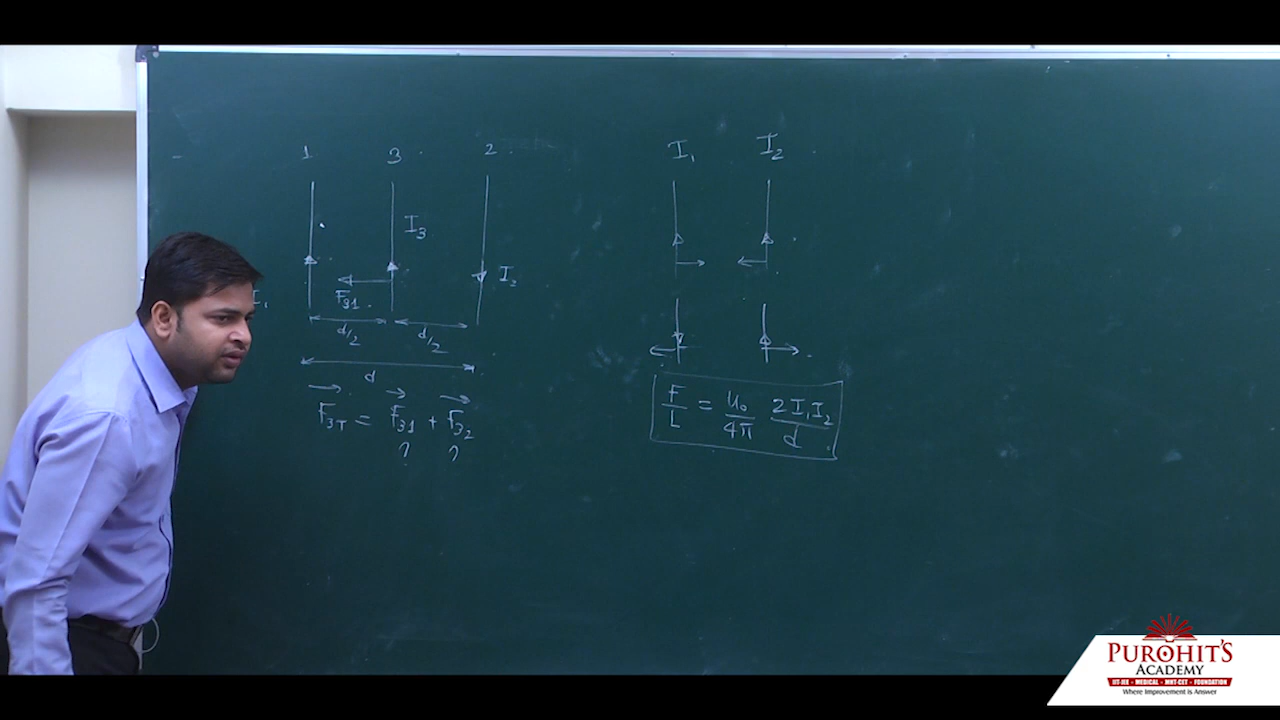 1 3 2
I₃
I₂
I₁
F₃₁
d/2 d/2
d
F₃T = F₃₁ + F₃₂
? ?
I₁ I₂
F/L = μ₀/4π 2I₁I₂/d
PUROHIT'S
ACADEMY
IIT-JEE - MEDICAL - MHT-CET - FOUNDATION
Where Improvement is Answer